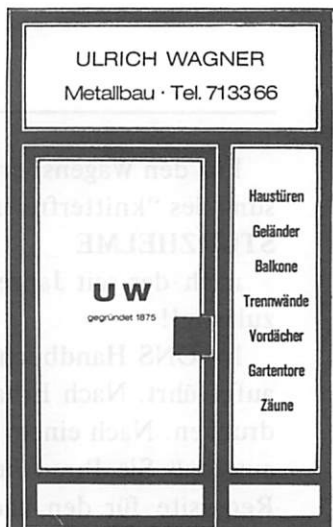 ULRICH WAGNER
Metallbau · Tel. 713366
UW
gegründet 1875
Haustüren
Geländer
Balkone
Trennwände
Vordächer
Gartentore
Zäune